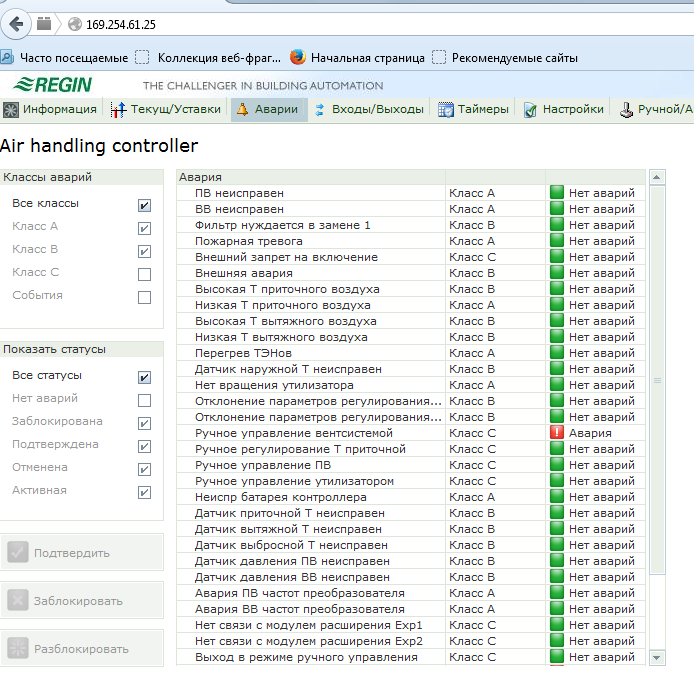 169.254.61.25
Часто посещаемые Коллекция веб-фраг... Начальная страница Рекомендуемые сайты
REGIN THE CHALLENGER IN BUILDING AUTOMATION
Информация Текущ/Уставки Аварии Входы/Выходы Таймеры Настройки Ручной/А
Air handling controller
Классы аварий
Все классы
Класс A
Класс B
Класс C
События
Показать статусы
Все статусы
Нет аварий
Заблокирована
Подтверждена
Отменена
Активная
Подтвердить
Заблокировать
Разблокировать
Авария
ПВ неисправен Класс A Нет аварий
ВВ неисправен Класс A Нет аварий
Фильтр нуждается в замене 1 Класс B Нет аварий
Пожарная тревога Класс A Нет аварий
Внешний запрет на включение Класс C Нет аварий
Внешняя авария Класс B Нет аварий
Высокая Т приточного воздуха Класс B Нет аварий
Низкая Т приточного воздуха Класс A Нет аварий
Высокая Т вытяжного воздуха Класс B Нет аварий
Низкая Т вытяжного воздуха Класс B Нет аварий
Перегрев ТЭНов Класс A Нет аварий
Датчик наружной Т неисправен Класс B Нет аварий
Нет вращения утилизатора Класс A Нет аварий
Отклонение параметров регулирования... Класс B Нет аварий
Отклонение параметров регулирования... Класс B Нет аварий
Ручное управление вентсистемой Класс C Авария
Ручное регулирование Т приточной Класс C Нет аварий
Ручное управление ПВ Класс C Нет аварий
Ручное управление утилизатором Класс C Нет аварий
Неиспр батарея контроллера Класс A Нет аварий
Датчик приточной Т неисправен Класс B Нет аварий
Датчик вытяжной Т неисправен Класс B Нет аварий
Датчик выбросной Т неисправен Класс B Нет аварий
Датчик давления ПВ неисправен Класс B Нет аварий
Датчик давления ВВ неисправен Класс B Нет аварий
Авария ПВ частот преобразователя Класс A Нет аварий
Авария ВВ частот преобразователя Класс A Нет аварий
Нет связи с модулем расширения Exp1 Класс C Нет аварий
Нет связи с модулем расширения Exp2 Класс C Нет аварий
Выход в режиме ручного управления Класс C Нет аварий